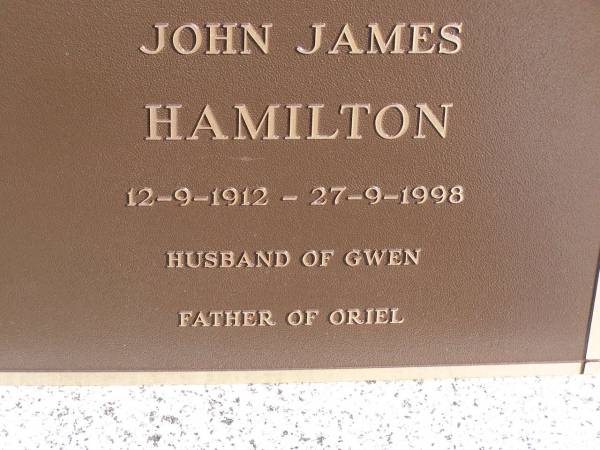 JOHN JAMES
HAMILTON
12-9-1912 - 27-9-1998
HUSBAND OF GWEN
FATHER OF ORIEL